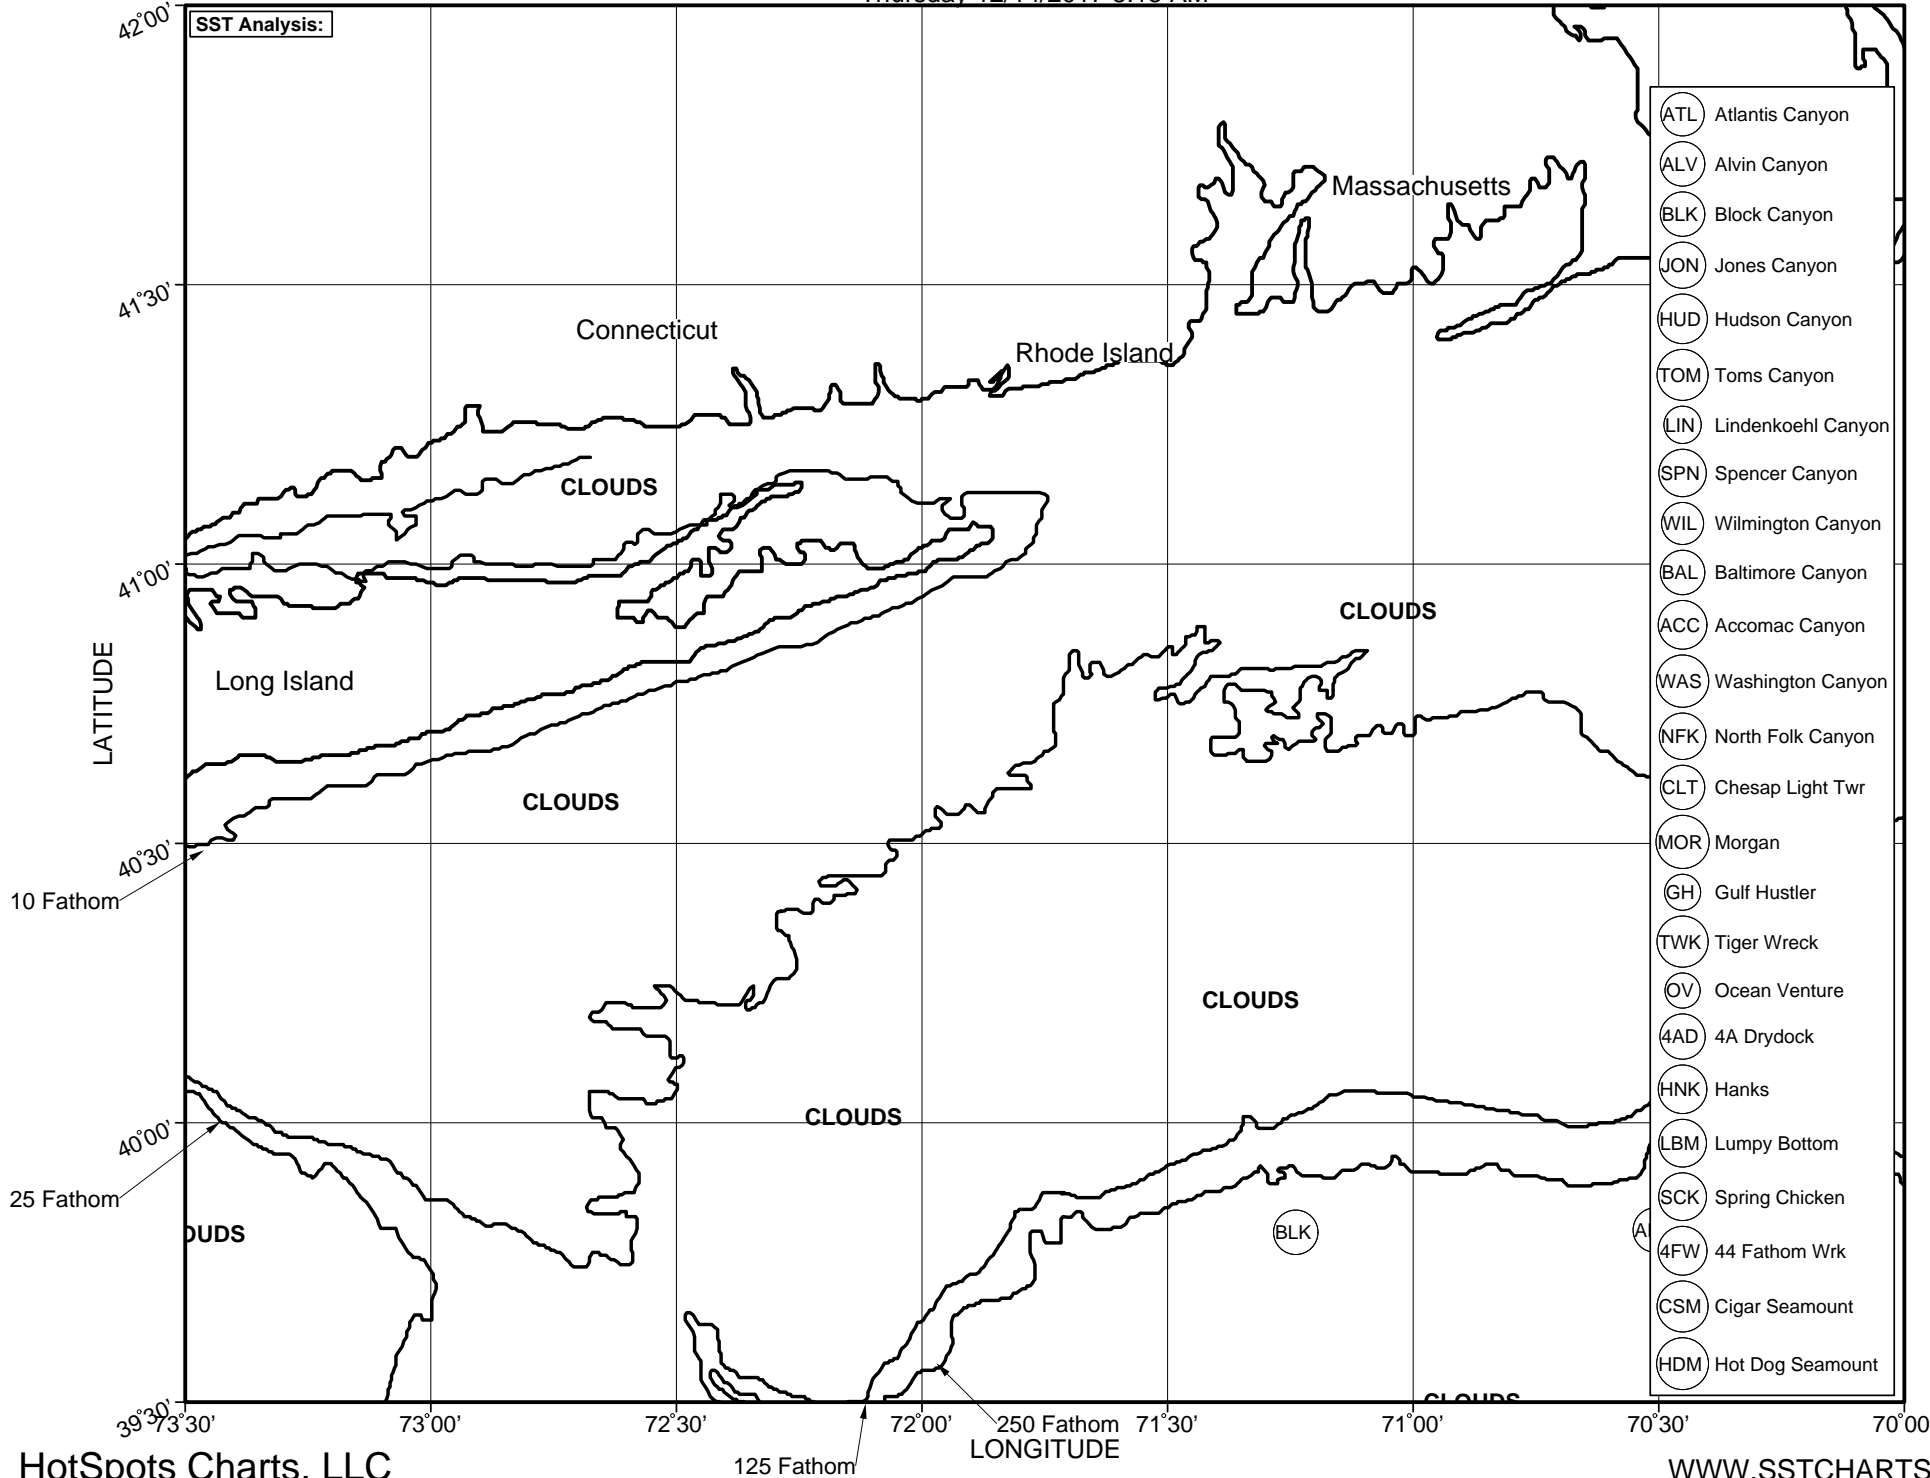 SST Analysis:
42°00'
41°30'
41°00'
40°30'
40°00'
39°30'
LATITUDE
Massachusetts
Connecticut
Rhode Island
CLOUDS
CLOUDS
Long Island
CLOUDS
10 Fathom
CLOUDS
CLOUDS
25 Fathom
OUDS
BLK
CLOUDS
ATL Atlantis Canyon
ALV Alvin Canyon
BLK Block Canyon
JON Jones Canyon
HUD Hudson Canyon
TOM Toms Canyon
LIN Lindenkoehl Canyon
SPN Spencer Canyon
WIL Wilmington Canyon
BAL Baltimore Canyon
ACC Accomac Canyon
WAS Washington Canyon
NFK North Folk Canyon
CLT Chesap Light Twr
MOR Morgan
GH Gulf Hustler
TWK Tiger Wreck
OV Ocean Venture
4AD 4A Drydock
HNK Hanks
LBM Lumpy Bottom
SCK Spring Chicken
4FW 44 Fathom Wrk
CSM Cigar Seamount
HDM Hot Dog Seamount
73°30' 73°00' 72°30' 72°00' 71°30' 71°00' 70°30' 70°00'
250 Fathom
LONGITUDE
125 Fathom
HotSpots Charts, LLC
WWW.SSTCHARTS